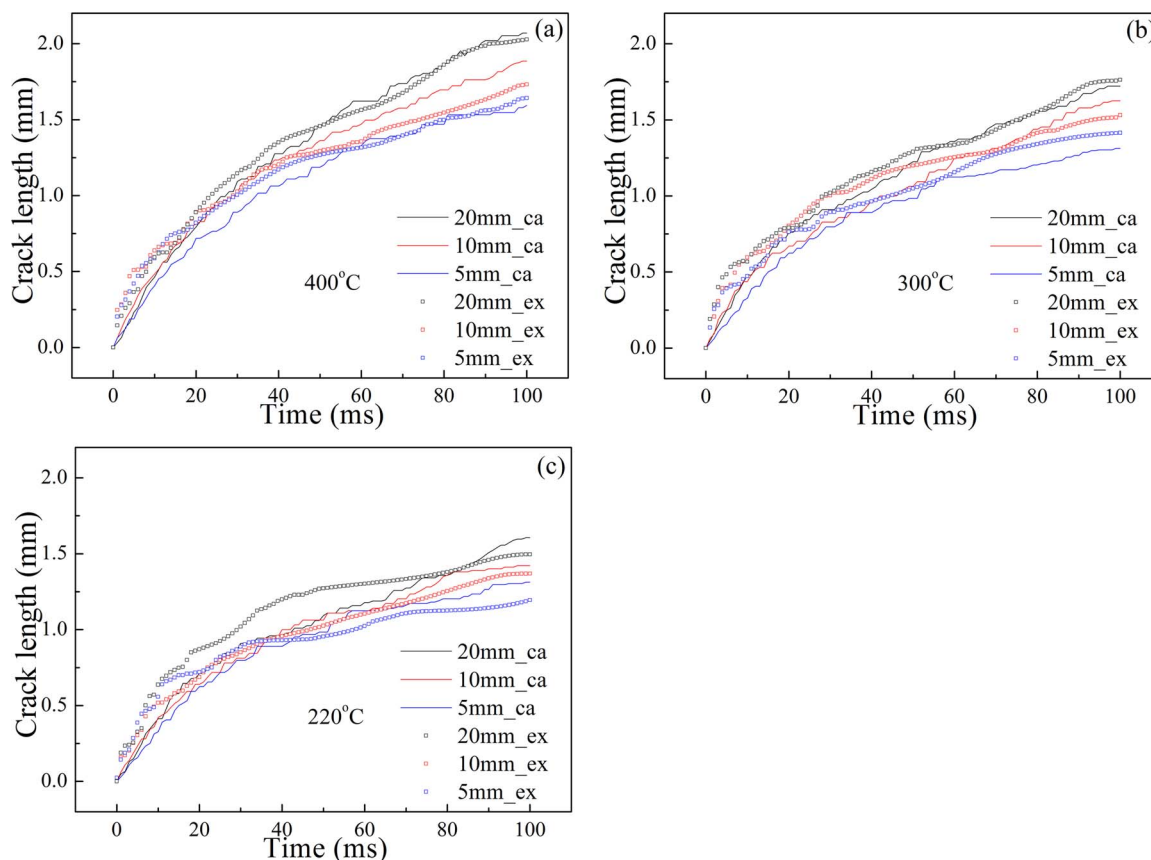 (a)
Crack length (mm)
2.0
1.5
1.0
0.5
0.0
20mm_ca
10mm_ca
5mm_ca
20mm_ex
10mm_ex
5mm_ex
400°C
0 20 40 60 80 100
Time (ms)
(b)
Crack length (mm)
2.0
1.5
1.0
0.5
0.0
20mm_ca
10mm_ca
5mm_ca
20mm_ex
10mm_ex
5mm_ex
300°C
0 20 40 60 80 100
Time (ms)
(c)
Crack length (mm)
2.0
1.5
1.0
0.5
0.0
20mm_ca
10mm_ca
5mm_ca
20mm_ex
10mm_ex
5mm_ex
220°C
0 20 40 60 80 100
Time (ms)